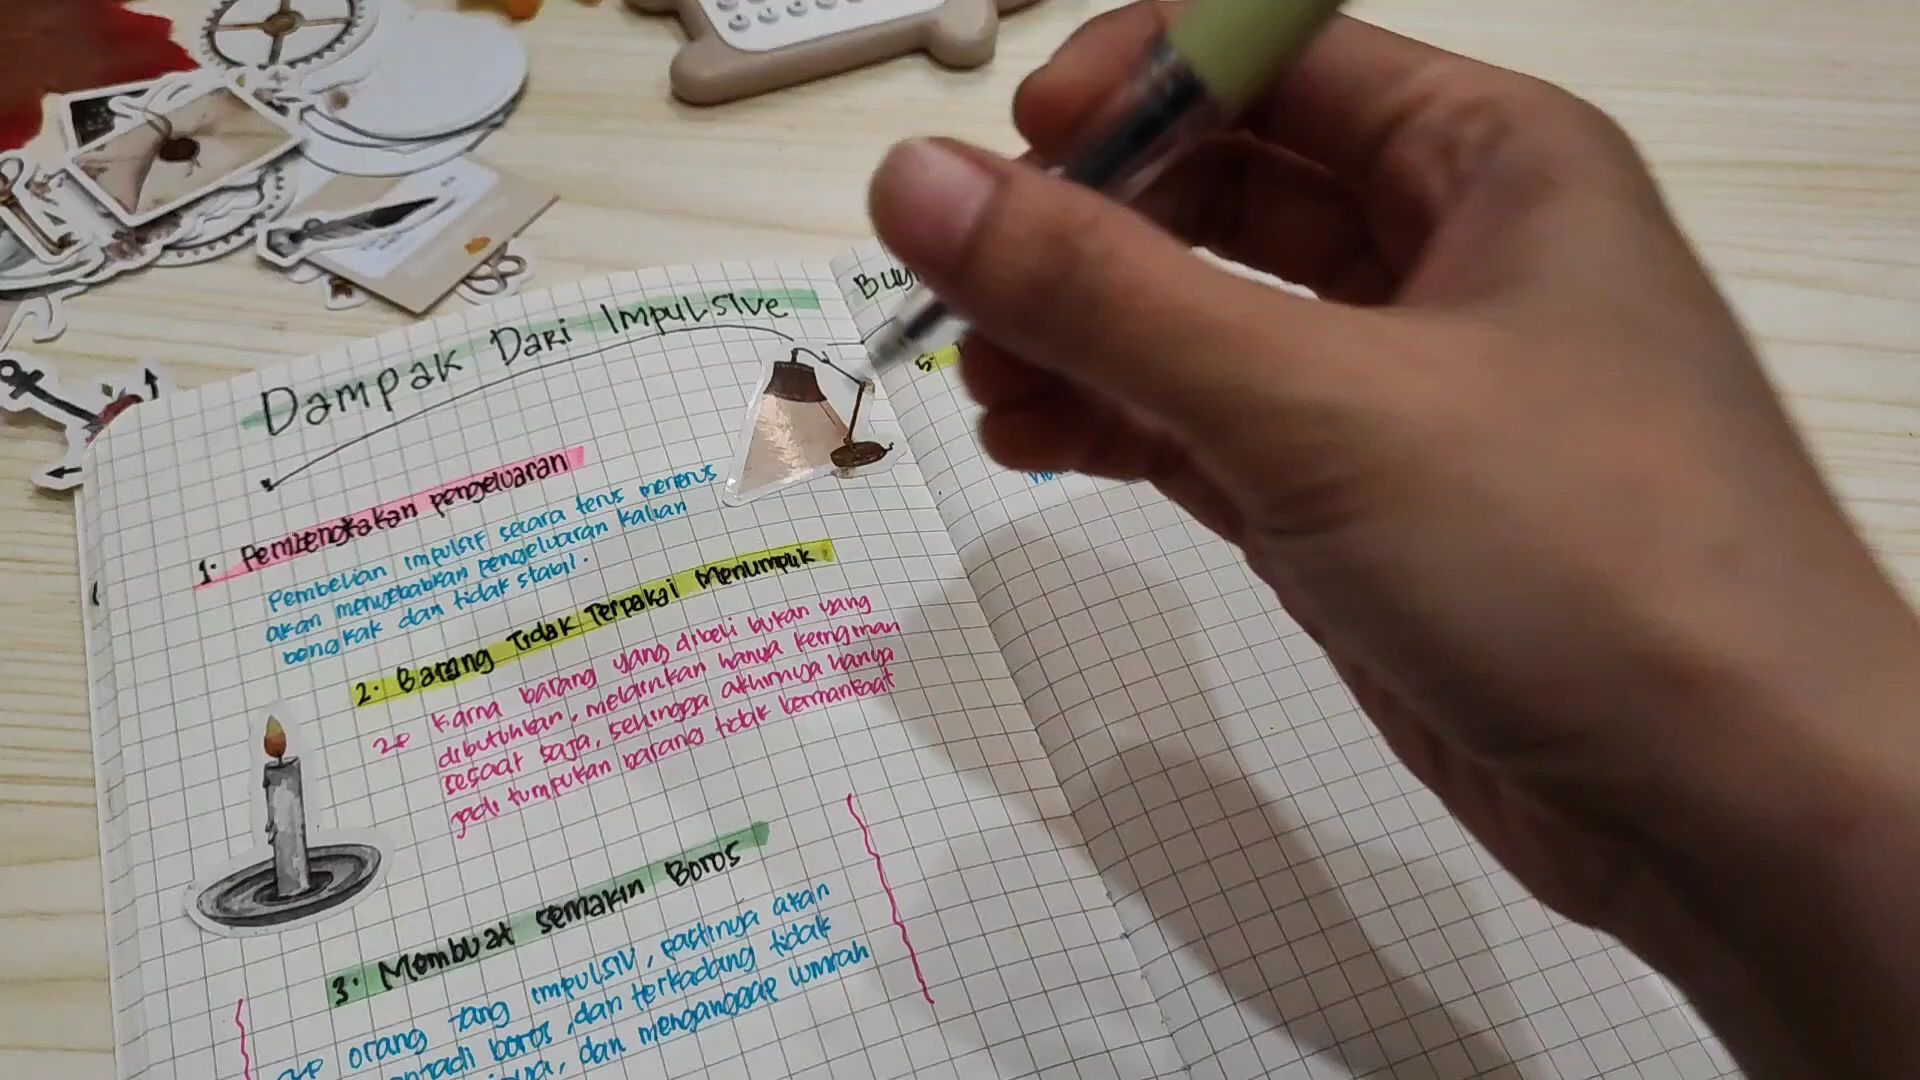 Dampak Dari Impulsive
1. Pembengkakan pengeluaran
Pembelian impulsif secara terus menerus
akan menyebabkan pengeluaran kalian
bengkak dan tidak stabil.
2. Barang Tidak Terpakai Menumpuk
Karna barang yang dibeli bukan yang
dibutuhkan, melainkan hanya keinginan
sesaat saja, sehingga akhirnya hanya
jadi tumpukan barang tidak bermanfaat
3. Membuat semakin Boros
orang yang impulsiv, pastinya akan
boros, dan terkadang tidak
dan menganggap lumrah
5.